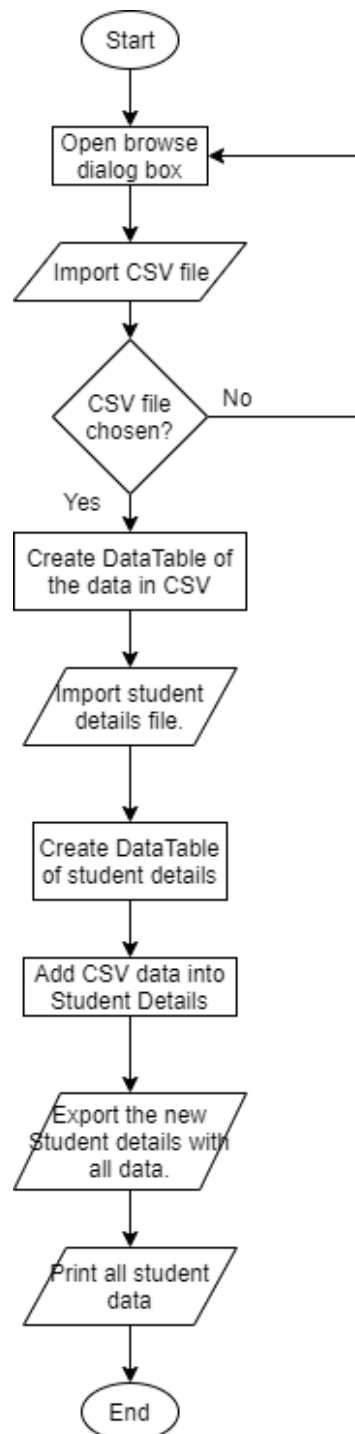 Start
Open browse
dialog box
Import CSV file
CSV file
chosen?
No
Yes
Create DataTable of
the data in CSV
Import student
details file.
Create DataTable
of student details
Add CSV data into
Student Details
Export the new
Student details with
all data.
Print all student
data
End